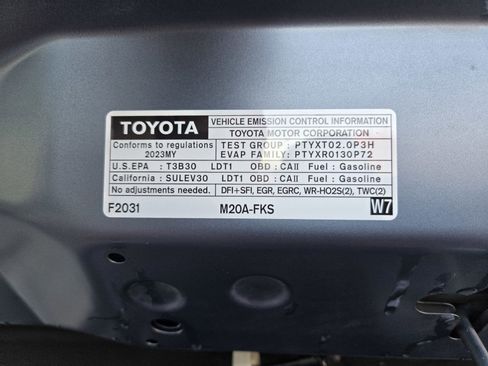 TOYOTA VEHICLE EMISSION CONTROL INFORMATION
TOYOTA MOTOR CORPORATION
Conforms to regulations TEST GROUP : PTYXT02.0P3H
2023MY EVAP FAMILY: PTYXR0130P72
U.S.EPA : T3B30 LDT1 OBD : CAII Fuel : Gasoline
California : SULEV30 LDT1 OBD : CAII Fuel : Gasoline
No adjustments needed. DFI+SFI, EGR, EGRC, WR-HO2S(2), TWC(2)
F2031 M20A-FKS W7